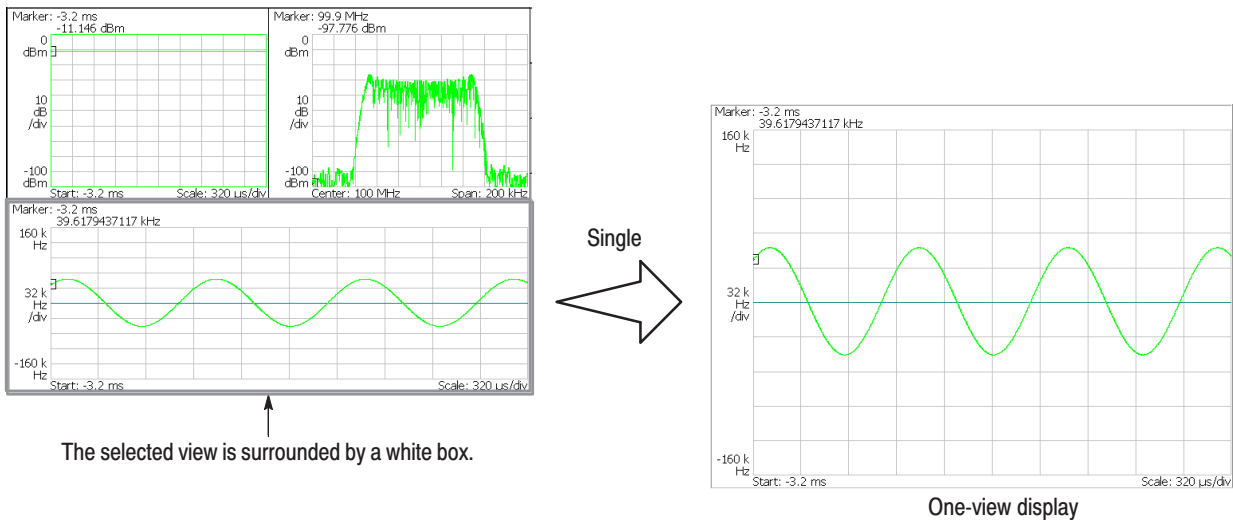 Marker: -3.2 ms
-11.146 dBm
0
dBm
10
dB
/div
-100
dBm
Start: -3.2 ms
Scale: 320 µs/div
Marker: 99.9 MHz
-97.776 dBm
0
dBm
10
dB
/div
-100
dBm
Center: 100 MHz
Span: 200 kHz
Marker: -3.2 ms
39.6179437117 kHz
160 k
Hz
32 k
Hz
/div
-160 k
Hz
Start: -3.2 ms
Scale: 320 µs/div
The selected view is surrounded by a white box.
Single
Marker: -3.2 ms
39.6179437117 kHz
160 k
Hz
32 k
Hz
/div
-160 k
Hz
Start: -3.2 ms
Scale: 320 µs/div
One-view display